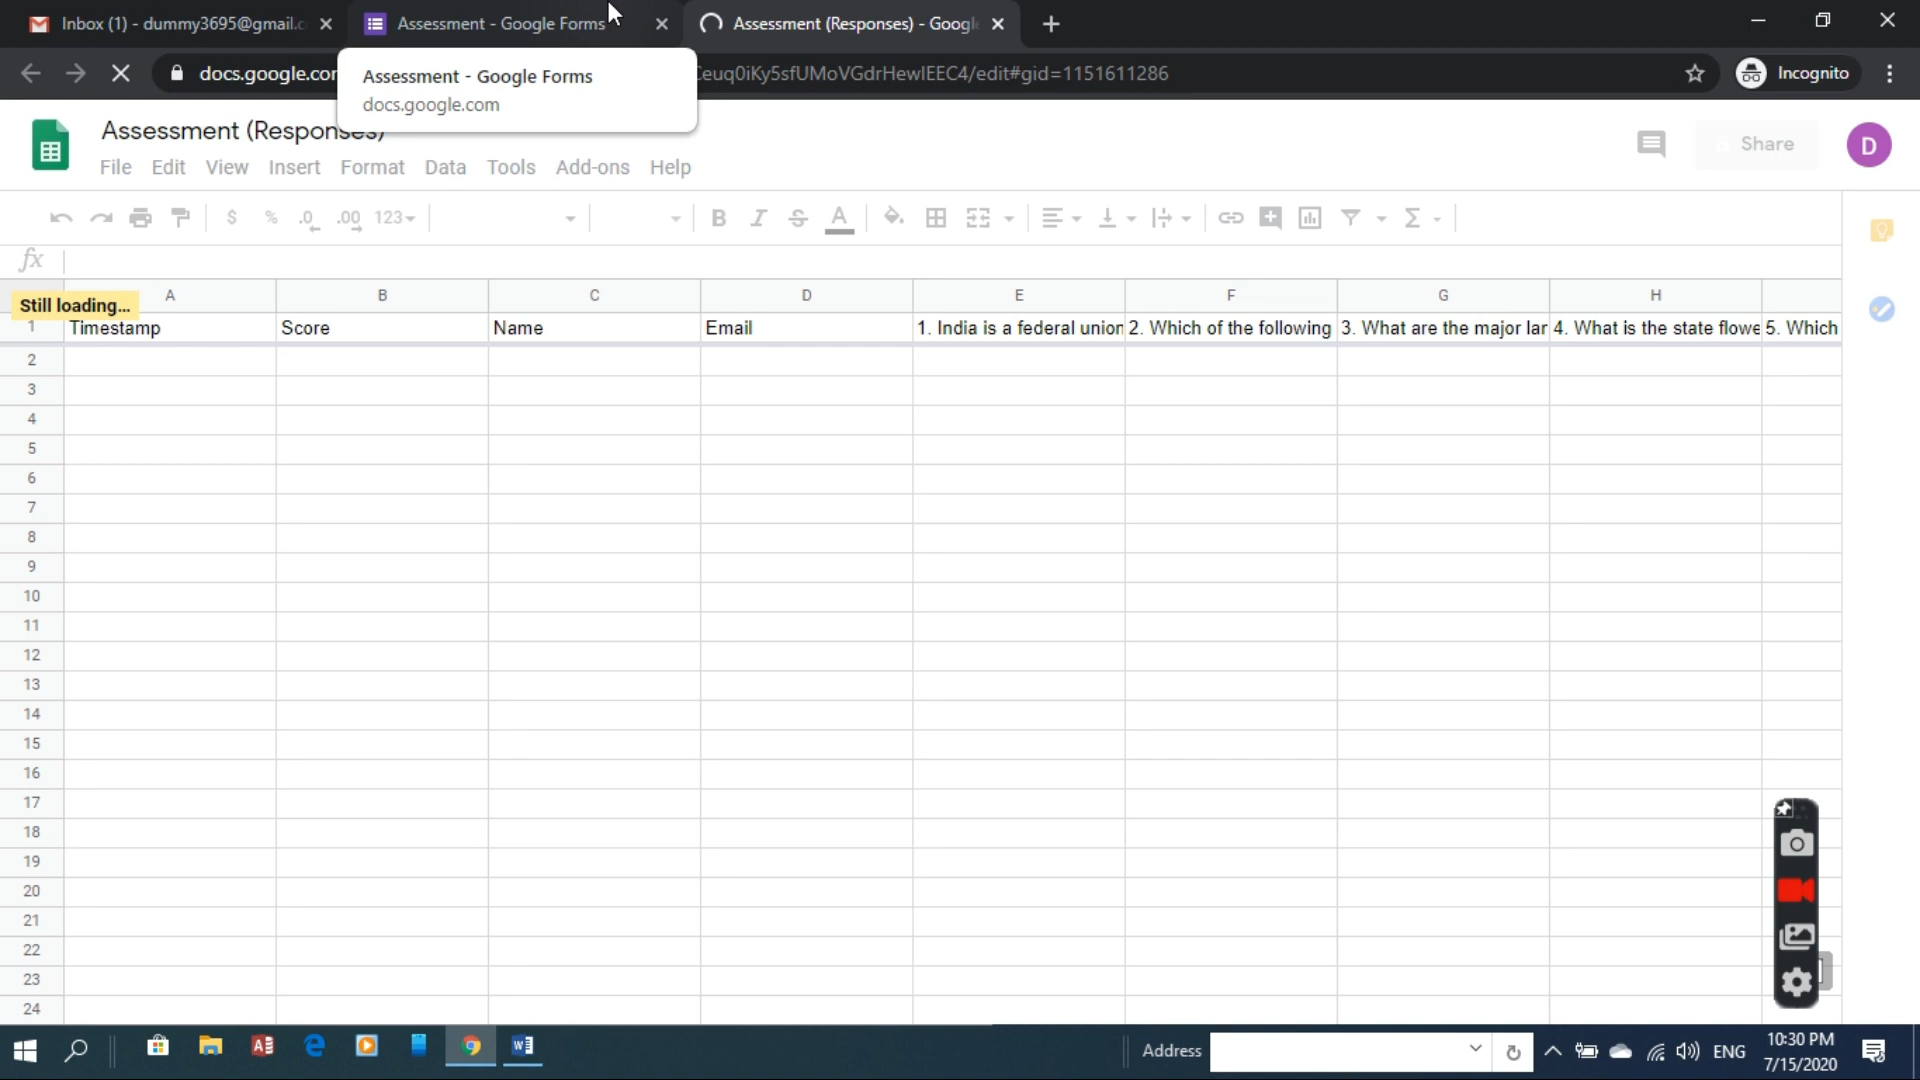 Inbox (1) - dummy3695@gmail.c
Assessment - Google Forms
Assessment (Responses) - Googl
docs.google.cor
euq0iKy5sfUMoVGdrHewlEEC4/edit#gid=1151611286
Incognito
Assessment - Google Forms
docs.google.com
Assessment (Responses)
File Edit View Insert Format Data Tools Add-ons Help
Share
D
$ % .0 .00 123
B I S A
fx
Still loading...
A B C D E F G H
1 Timestamp Score Name Email 1. India is a federal union 2. Which of the following 3. What are the major lar 4. What is the state flowe 5. Which
2
3
4
5
6
7
8
9
10
11
12
13
14
15
16
17
18
19
20
21
22
23
24
Address
ENG
10:30 PM
7/15/2020